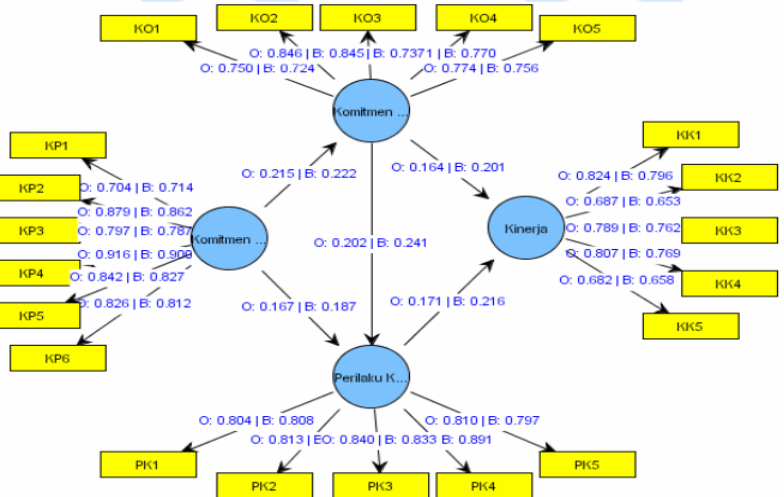 KO1
KO2
KO3
KO4
KO5
O: 0.846 | B: 0.845
0.7371 | B: 0.770
O: 0.750 | B: 0.724
O: 0.774 | B: 0.756
Komitmen ...
KP1
KP2
KP3
KP4
KP5
KP6
O: 0.704 | B: 0.714
O: 0.879 | B: 0.862
O: 0.797 | B: 0.787
O: 0.916 | B: 0.900
O: 0.842 | B: 0.827
O: 0.826 | B: 0.812
Komitmen ...
O: 0.215 | B: 0.222
O: 0.164 | B: 0.201
O: 0.202 | B: 0.241
O: 0.167 | B: 0.187
O: 0.171 | B: 0.216
Kinerja
KK1
KK2
KK3
KK4
KK5
O: 0.824 | B: 0.796
O: 0.687 | B: 0.653
O: 0.789 | B: 0.762
O: 0.807 | B: 0.769
O: 0.682 | B: 0.658
Perilaku K...
O: 0.804 | B: 0.808
O: 0.810 | B: 0.797
O: 0.813 | EO: 0.840 | B: 0.833 B: 0.891
PK1
PK2
PK3
PK4
PK5